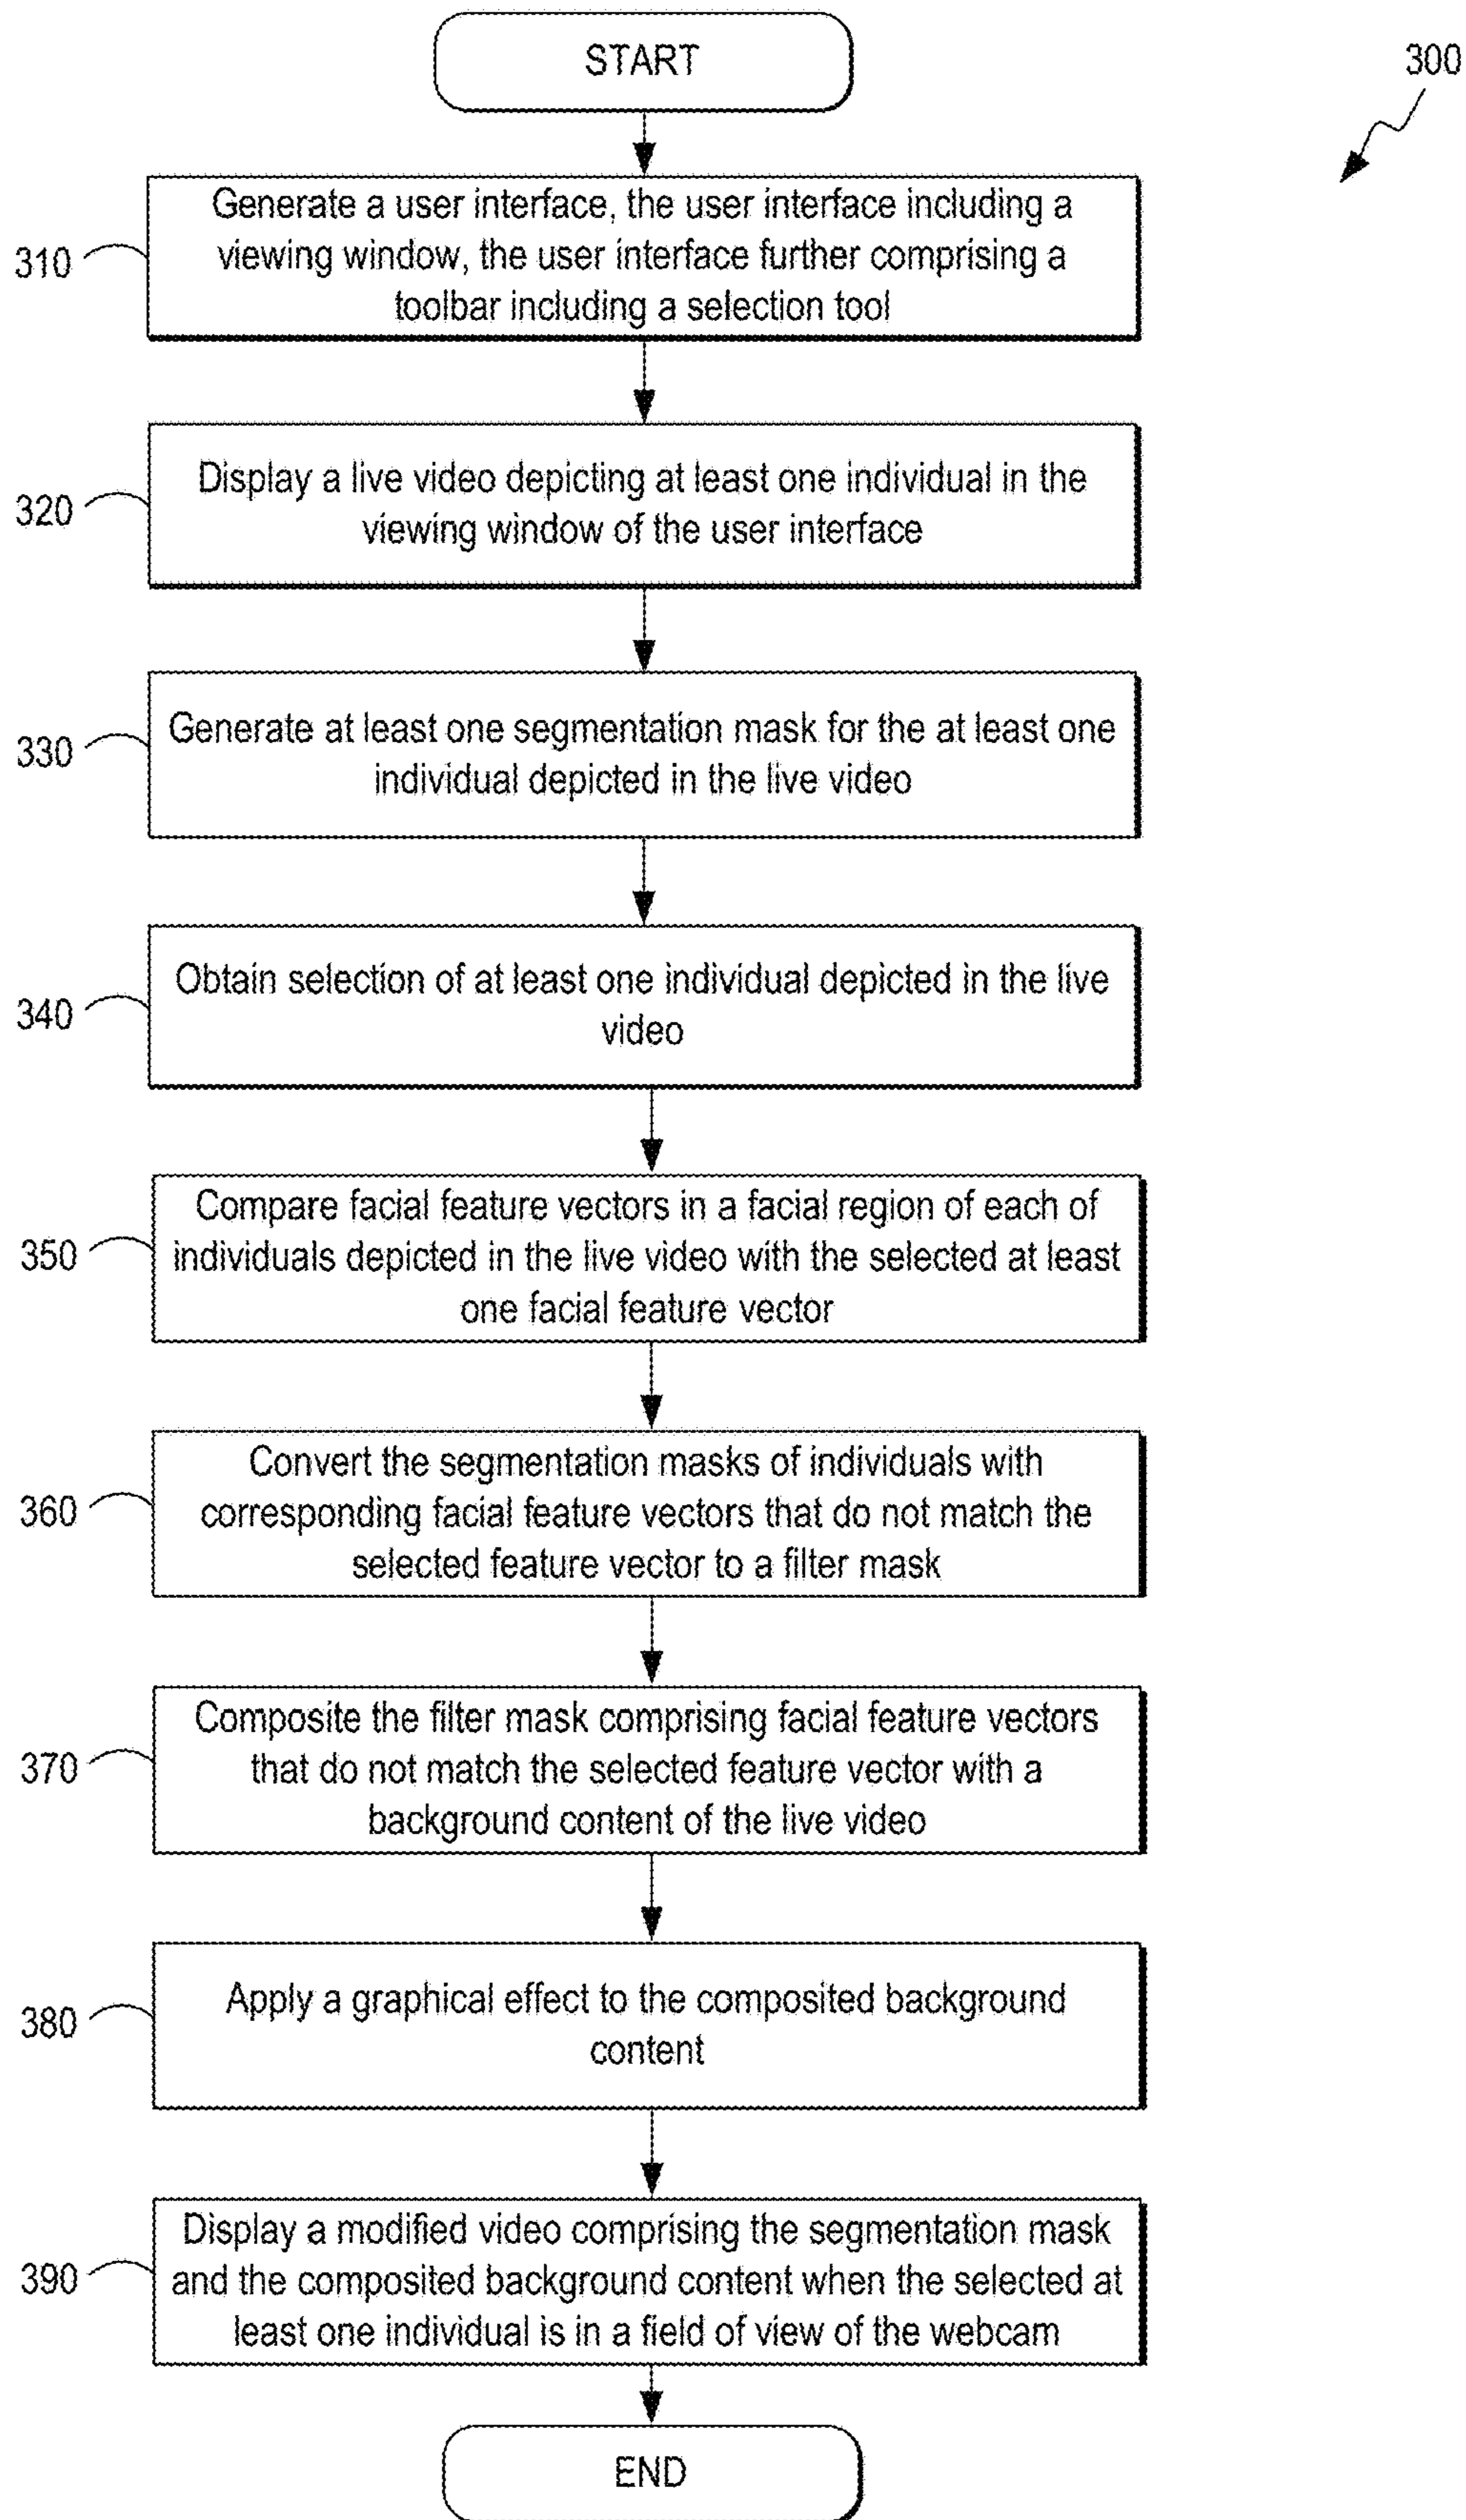 START
300
310
Generate a user interface, the user interface including a
viewing window, the user interface further comprising a
toolbar including a selection tool
320
Display a live video depicting at least one individual in the
viewing window of the user interface
330
Generate at least one segmentation mask for the at least one
individual depicted in the live video
340
Obtain selection of at least one individual depicted in the live
video
350
Compare facial feature vectors in a facial region of each of
individuals depicted in the live video with the selected at least
one facial feature vector
360
Convert the segmentation masks of individuals with
corresponding facial feature vectors that do not match the
selected feature vector to a filter mask
370
Composite the filter mask comprising facial feature vectors
that do not match the selected feature vector with a
background content of the live video
380
Apply a graphical effect to the composited background
content
390
Display a modified video comprising the segmentation mask
and the composited background content when the selected at
least one individual is in a field of view of the webcam
END